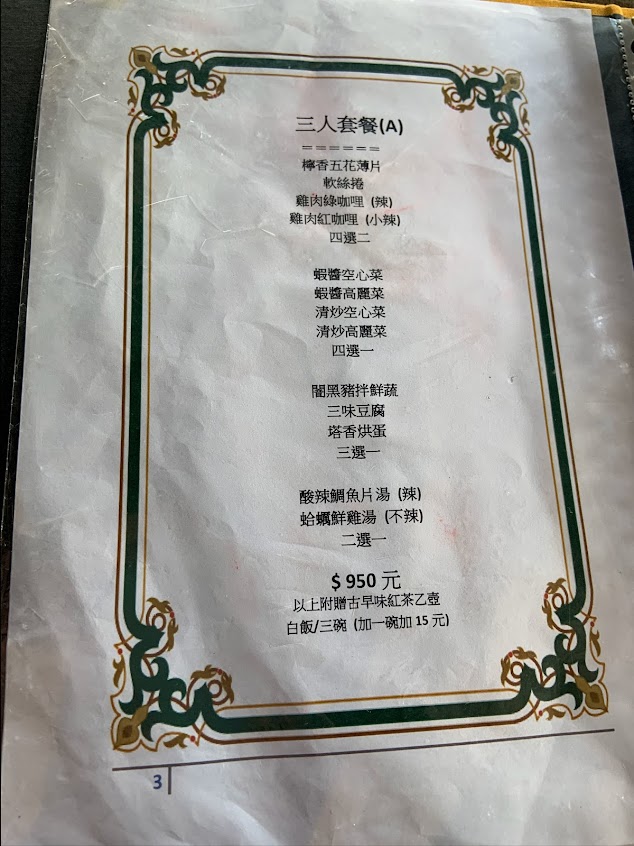 三人套餐(A)
======
檸香五花薄片
軟絲捲
雞肉綠咖哩 (辣)
雞肉紅咖哩 (小辣)
四選二
蝦醬空心菜
蝦醬高麗菜
清炒空心菜
清炒高麗菜
四選一
闇黑豬拌鮮蔬
三味豆腐
塔香烘蛋
三選一
酸辣鯛魚片湯 (辣)
蛤蠣鮮雞湯 (不辣)
二選一
$ 950 元
以上附贈古早味紅茶乙壺
白飯/三碗 (加一碗加 15 元)
3